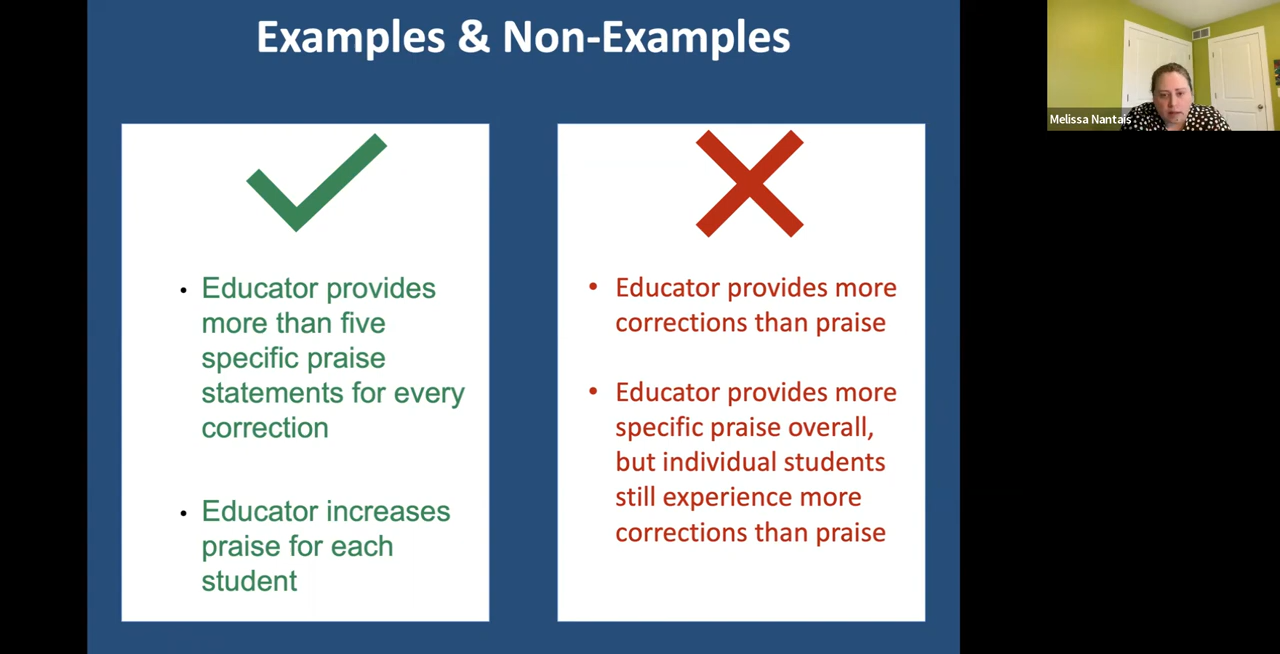 Examples & Non-Examples
• Educator provides
more than five
specific praise
statements for every
correction
• Educator increases
praise for each
student
• Educator provides more
corrections than praise
• Educator provides more
specific praise overall,
but individual students
still experience more
corrections than praise
Melissa Nantais